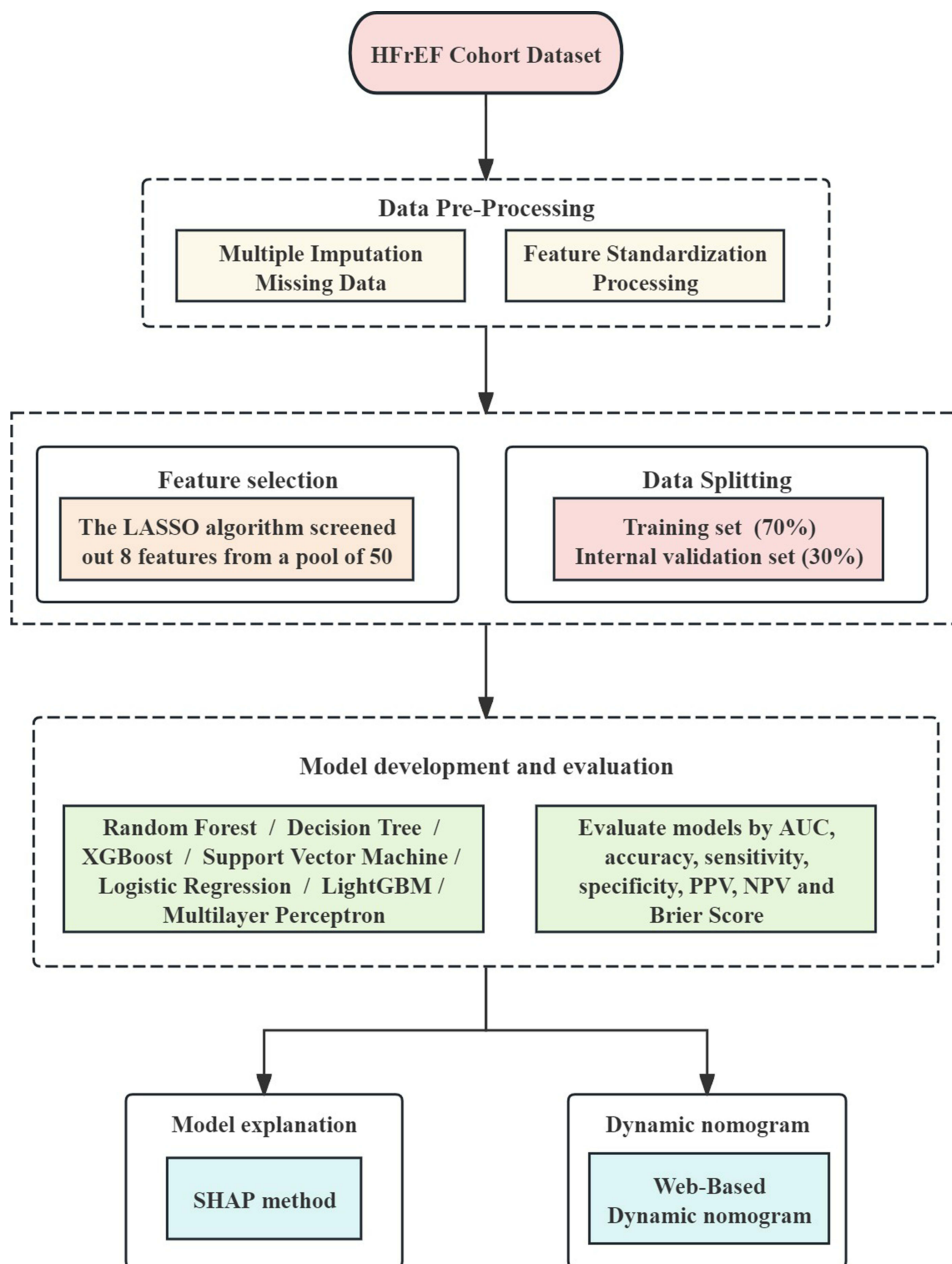 HFrEF Cohort Dataset
Data Pre-Processing
Multiple Imputation
Missing Data
Feature Standardization
Processing
Feature selection
The LASSO algorithm screened
out 8 features from a pool of 50
Data Splitting
Training set (70%)
Internal validation set (30%)
Model development and evaluation
Random Forest / Decision Tree /
XGBoost / Support Vector Machine /
Logistic Regression / LightGBM /
Multilayer Perceptron
Evaluate models by AUC,
accuracy, sensitivity,
specificity, PPV, NPV and
Brier Score
Model explanation
SHAP method
Dynamic nomogram
Web-Based
Dynamic nomogram